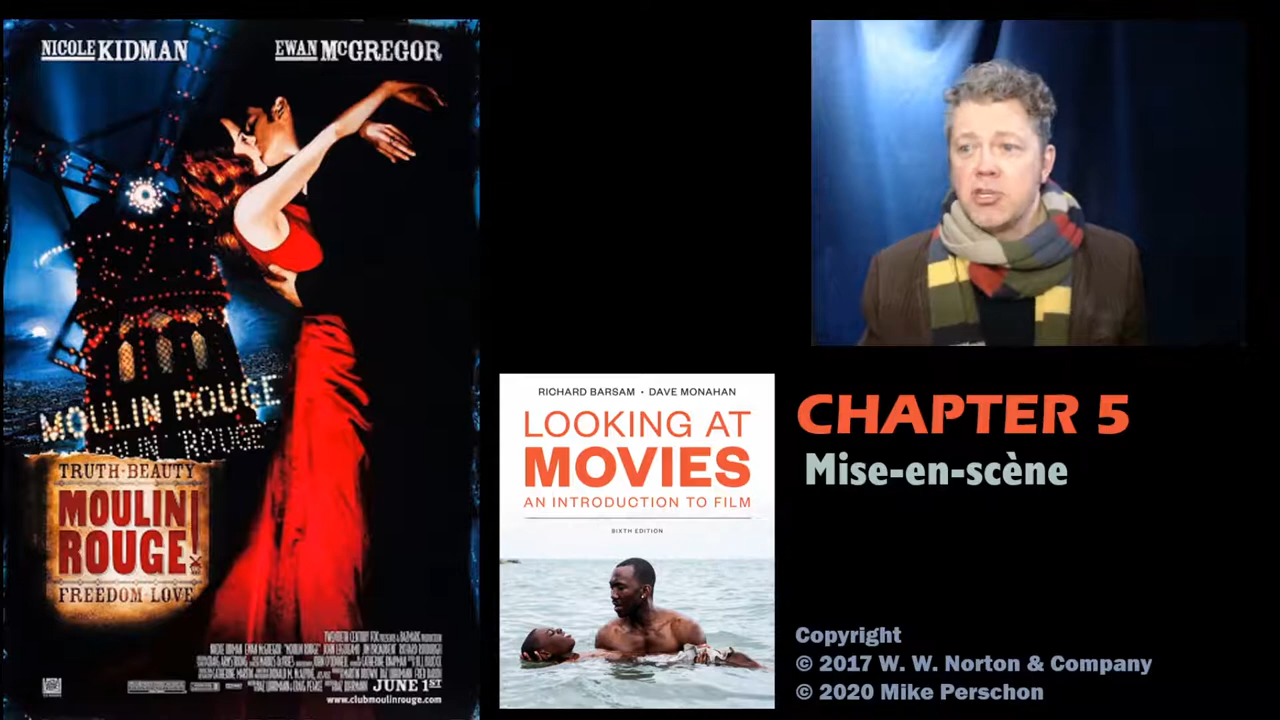 NICOLE KIDMAN
EWAN McGREGOR
MOULIN ROUGE
TRUTH·BEAUTY
MOULIN
ROUGE!
FREEDOM LOVE
JUNE 1ST
www.clubmoulinrouge.com
RICHARD BARSAM • DAVE MONAHAN
LOOKING AT
MOVIES
AN INTRODUCTION TO FILM
SIXTH EDITION
CHAPTER 5
Mise-en-scène
Copyright
© 2017 W. W. Norton & Company
© 2020 Mike Perschon